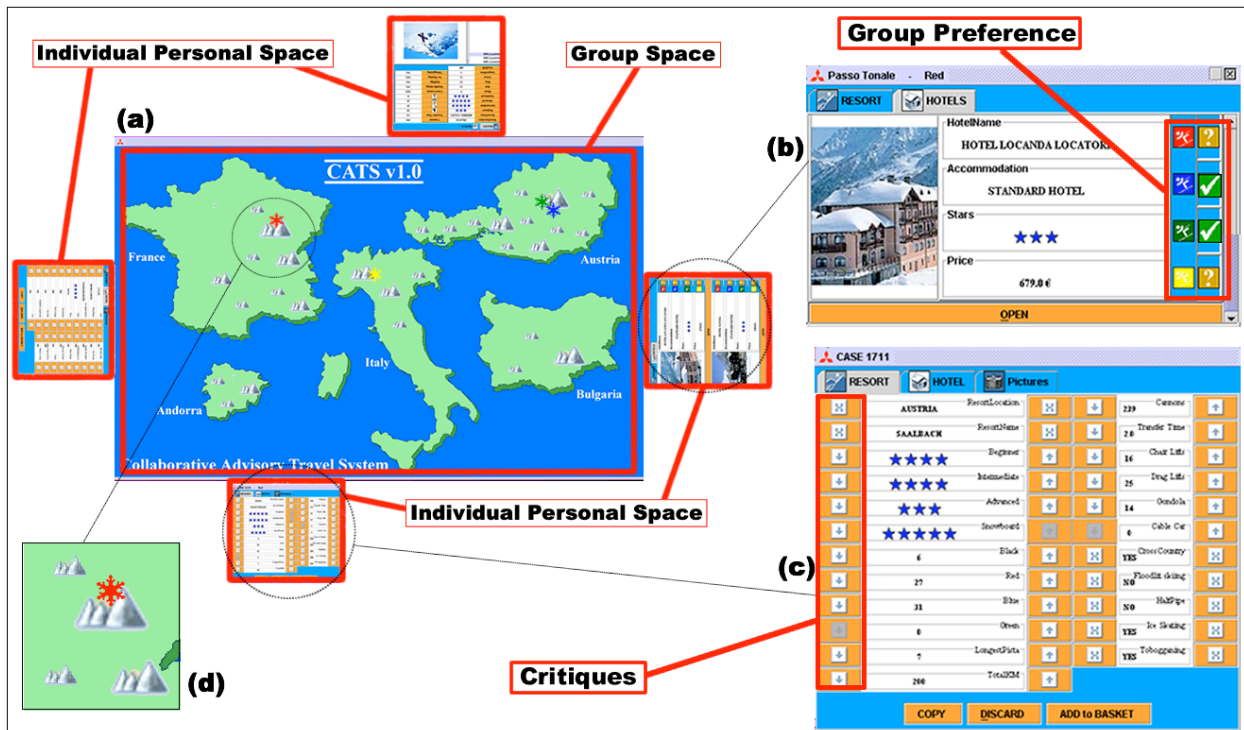 Individual Personal Space
Group Space
Group Preference
(a)
CATS v1.0
France
Austria
Italy
Andorra
Bulgaria
Collaborative Advisory Travel System
Individual Personal Space
(b)
Passo Tonale - Red
RESORT HOTELS
HotelName
HOTEL LOCANDA LOCATORI
Accommodation
STANDARD HOTEL
Stars
Price
679.0 €
OPEN
(c)
CASE 1711
RESORT HOTEL Pictures
AUSTRIA ResortLocation 239 Cannons
SAALBACH ResortName 2.0 Transfer Time
Beginner 16 Chair Lifts
Intermediate 25 Drag Lifts
Advanced 14 Gondola
Snowboard 0 Cable Car
6 Black YES CrossCountry
27 Red NO Floodlit skiing
31 Blue NO HalfPipe
0 Green YES Ice Skating
7 LongestPiste YES Tobogganing
200 TotalKM
COPY DISCARD ADD to BASKET
Critiques
(d)